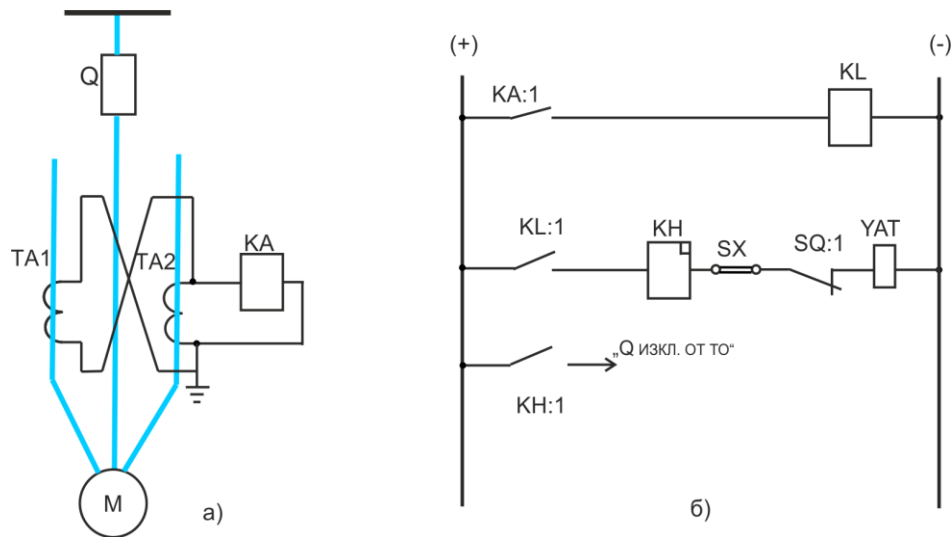 Q
TA1
TA2
KA
M
а)
(+)
(-)
KA:1
KL
KL:1
KH
SX
SQ:1
YAT
„Q ИЗКЛ. ОТ ТО“
KH:1
б)